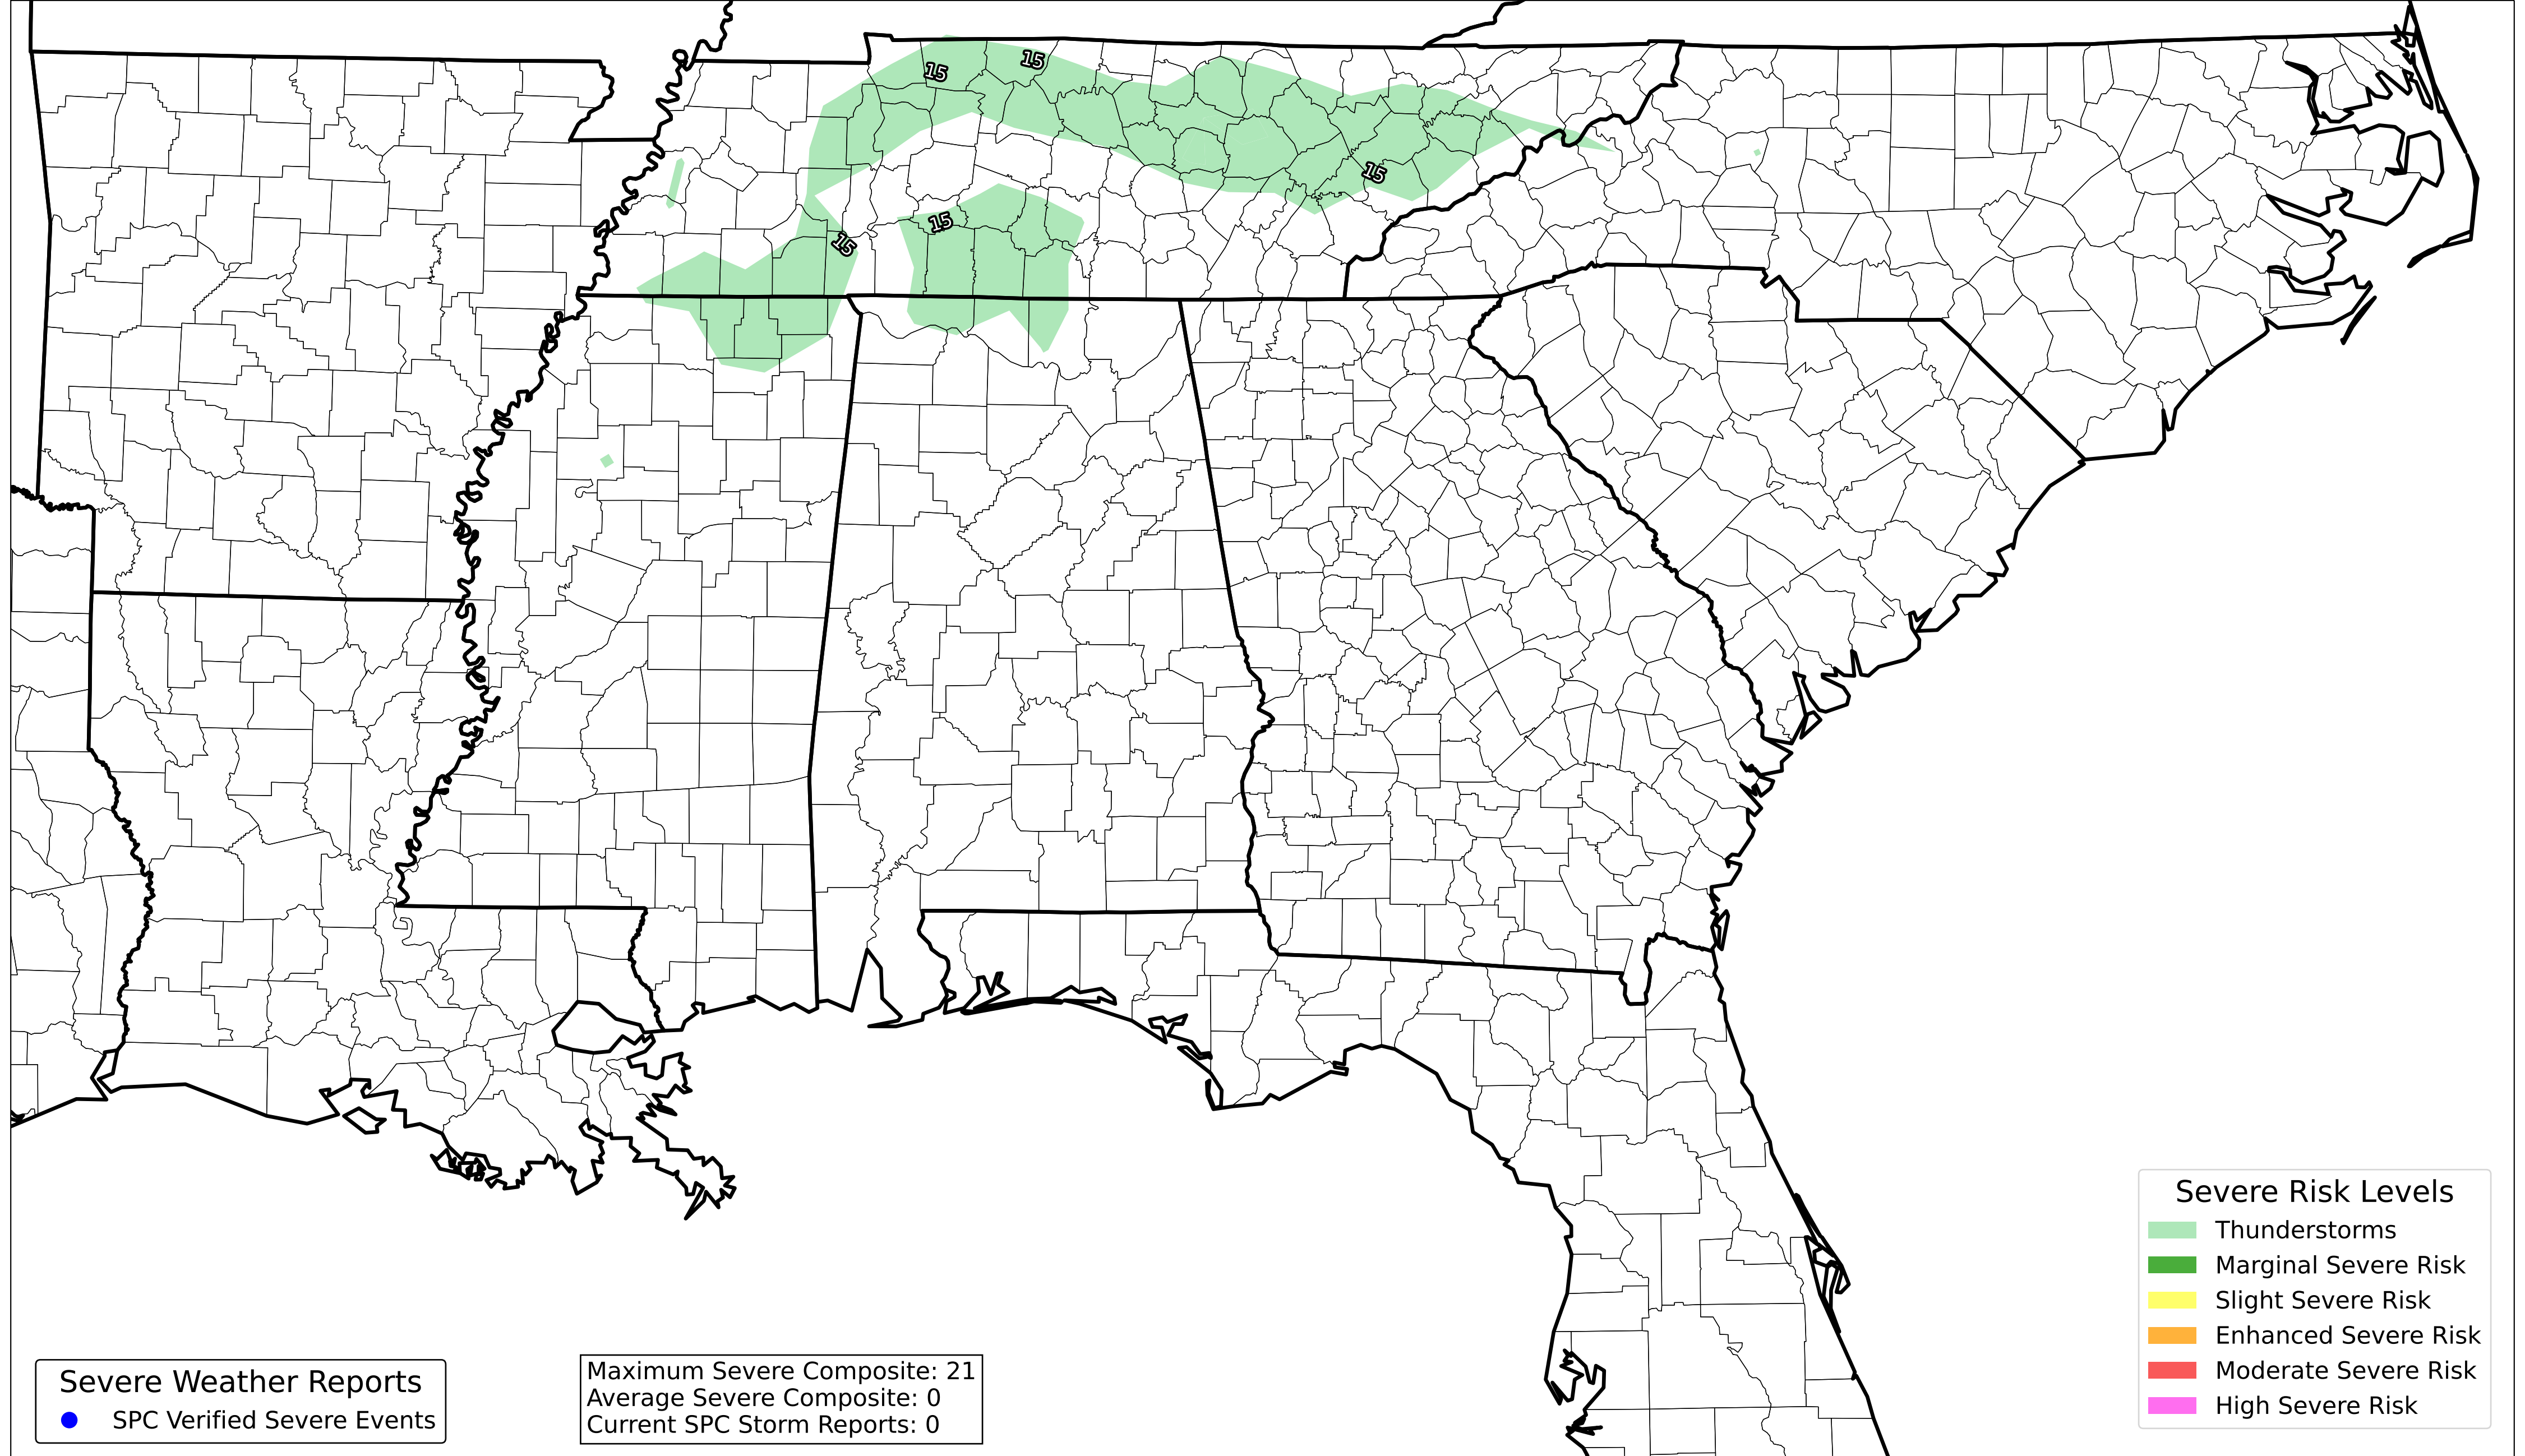 15
15
15
15
15
Severe Risk Levels
Thunderstorms
Marginal Severe Risk
Slight Severe Risk
Enhanced Severe Risk
Moderate Severe Risk
High Severe Risk
Severe Weather Reports
SPC Verified Severe Events
Maximum Severe Composite: 21
Average Severe Composite: 0
Current SPC Storm Reports: 0